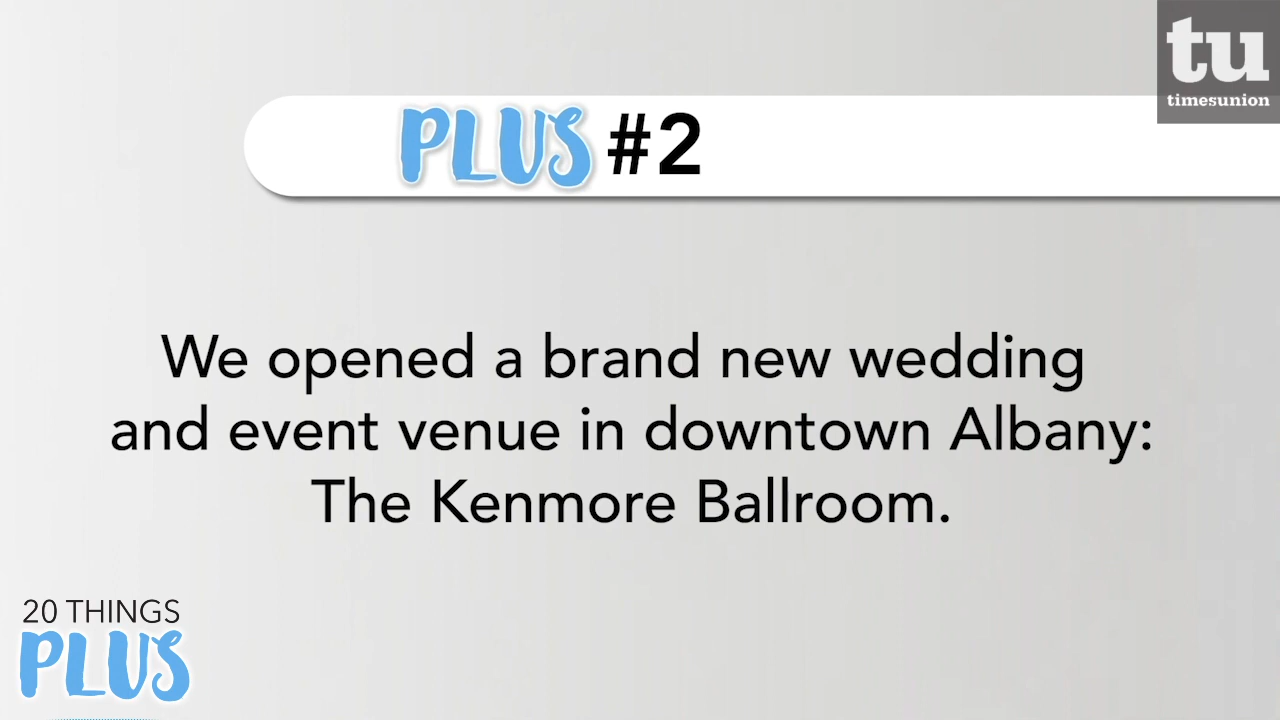 tu
timesunion
PLUS #2
We opened a brand new wedding
and event venue in downtown Albany:
The Kenmore Ballroom.
20 THINGS
PLUS